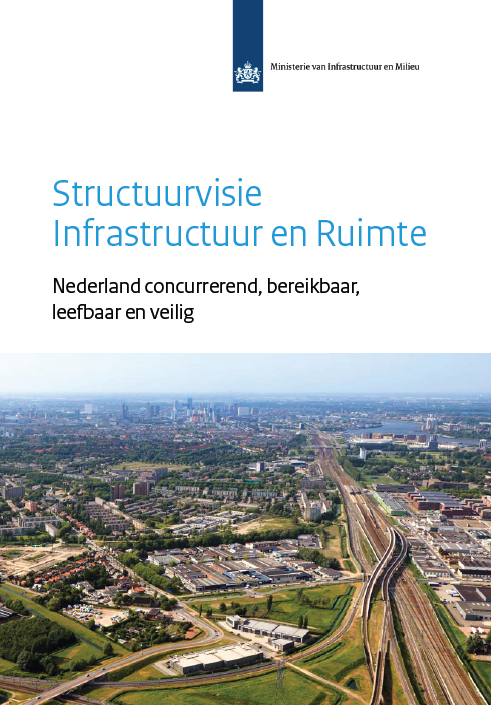 Ministerie van Infrastructuur en Milieu
Structuurvisie
Infrastructuur en Ruimte
Nederland concurrerend, bereikbaar,
leefbaar en veilig